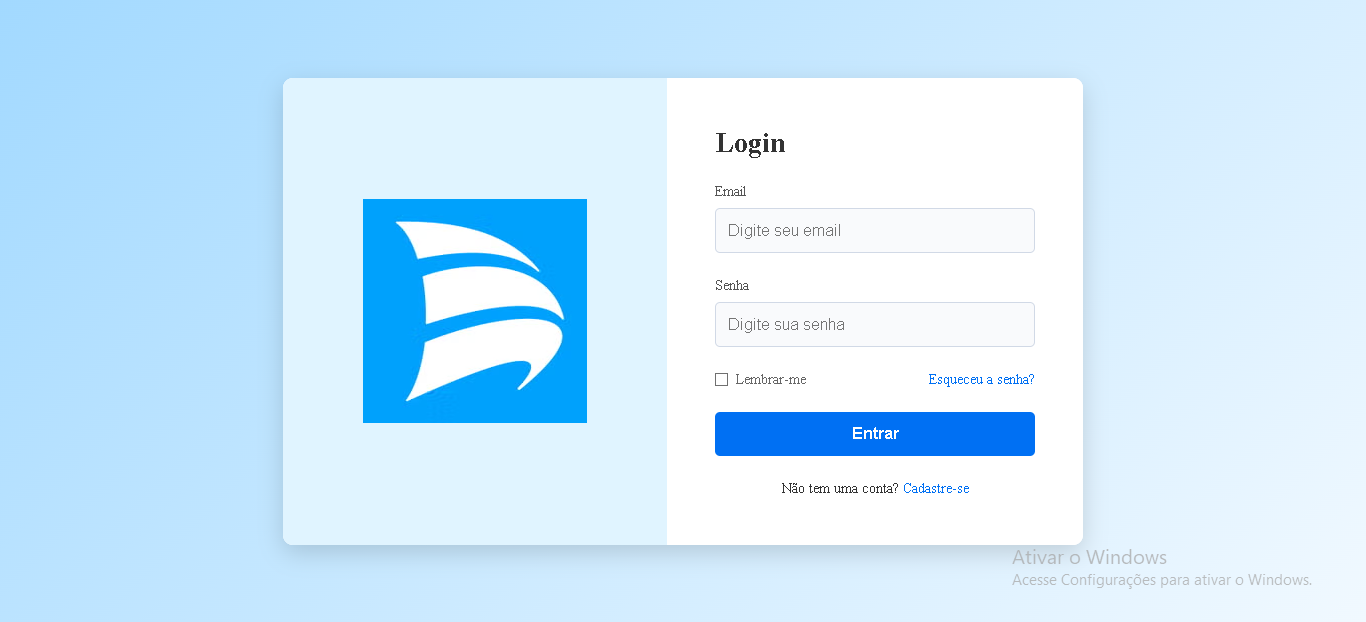 Login
Email
Digite seu email
Senha
Digite sua senha
Lembrar-me Esqueceu a senha?
Entrar
Não tem uma conta? Cadastre-se
Ativar o Windows
Acesse Configurações para ativar o Windows.